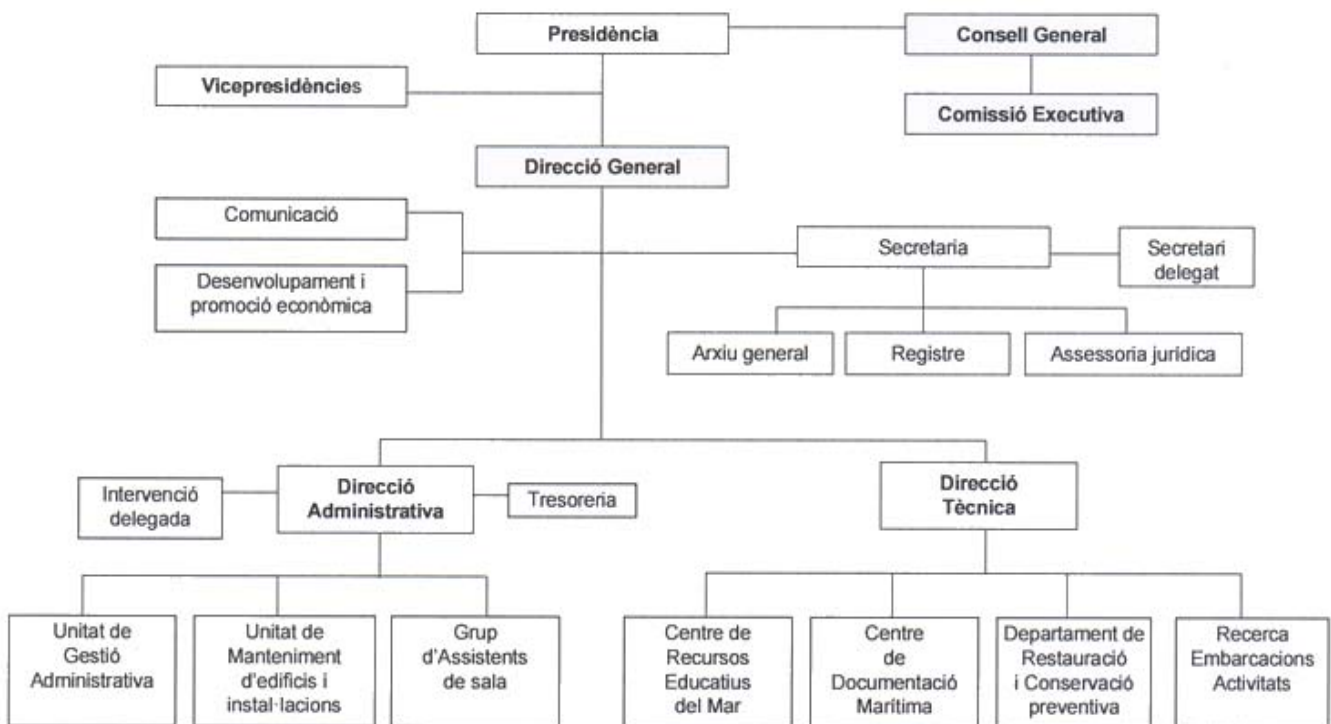 Presidència
Consell General
Vicepresidències
Comissió Executiva
Direcció General
Comunicació
Secretaria
Secretari
delegat
Desenvolupament i
promoció econòmica
Arxiu general
Registre
Assessoria jurídica
Intervenció
delegada
Direcció
Administrativa
Tresoreria
Direcció
Tècnica
Unitat de
Gestió
Administrativa
Unitat de
Manteniment
d'edificis i
instal·lacions
Grup
d'Assistents
de sala
Centre de
Recursos
Educatius
del Mar
Centre
de
Documentació
Marítima
Departament de
Restauració
i Conservació
preventiva
Recerca
Embarcacions
Activitats